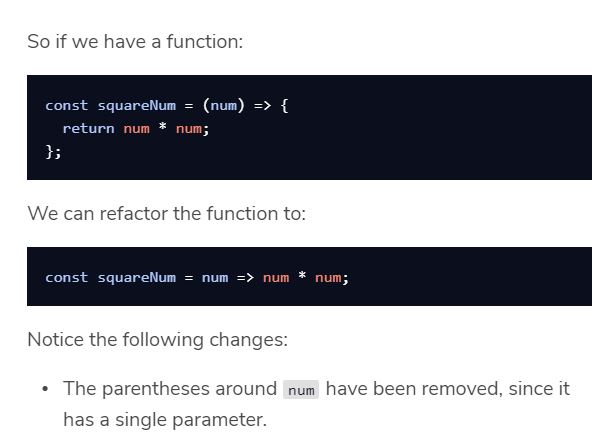 So if we have a function:
const squareNum = (num) => {
  return num * num;
};
We can refactor the function to:
const squareNum = num => num * num;
Notice the following changes:
• The parentheses around num have been removed, since it
has a single parameter.